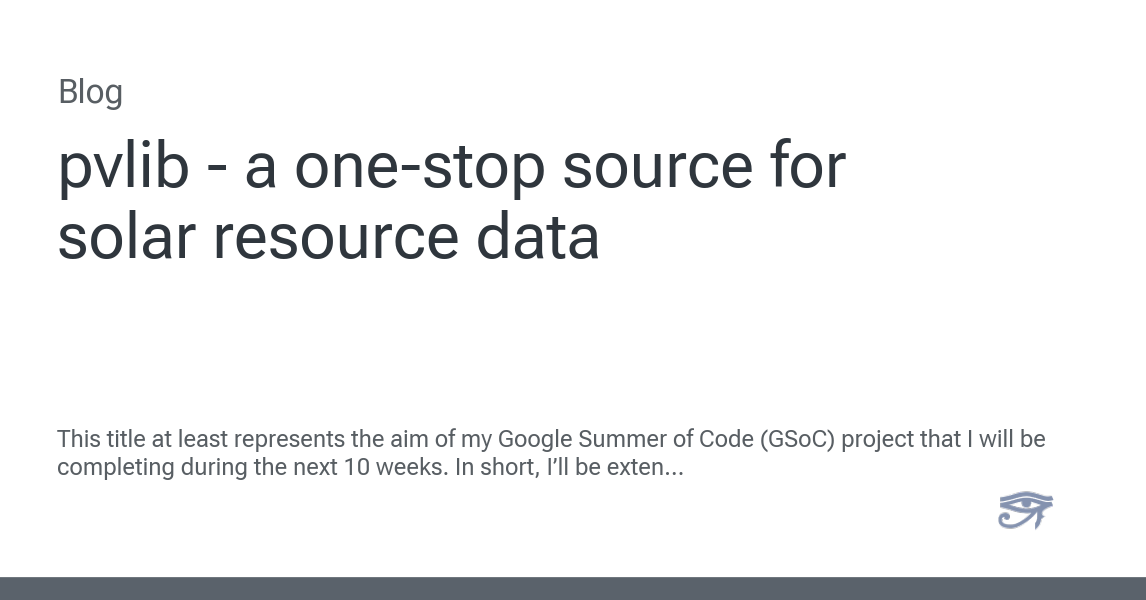 Blog
pvlib - a one-stop source for
solar resource data
This title at least represents the aim of my Google Summer of Code (GSoC) project that I will be
completing during the next 10 weeks. In short, I’ll be exten...